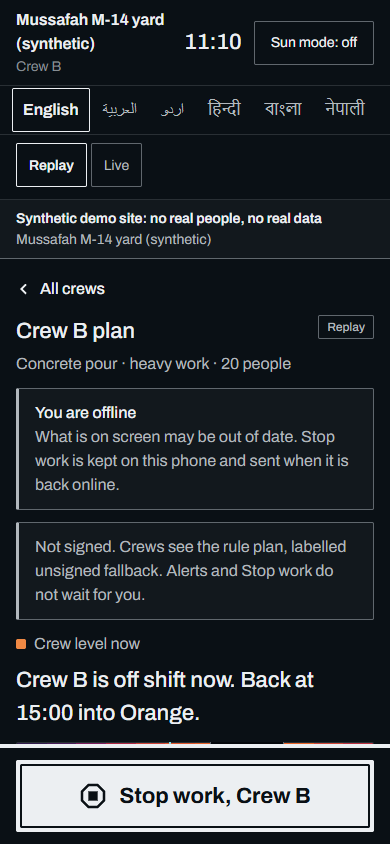 Mussafah M-14 yard
(synthetic)
Crew B
11:10
Sun mode: off
English
العربية
اردو
हिन्दी
বাংলা
नेपाली
Replay
Live
Synthetic demo site: no real people, no real data
Mussafah M-14 yard (synthetic)
All crews
Crew B plan
Replay
Concrete pour · heavy work · 20 people
You are offline
What is on screen may be out of date. Stop
work is kept on this phone and sent when it is
back online.
Not signed. Crews see the rule plan, labelled
unsigned fallback. Alerts and Stop work do
not wait for you.
Crew level now
Crew B is off shift now. Back at
15:00 into Orange.
Stop work, Crew B